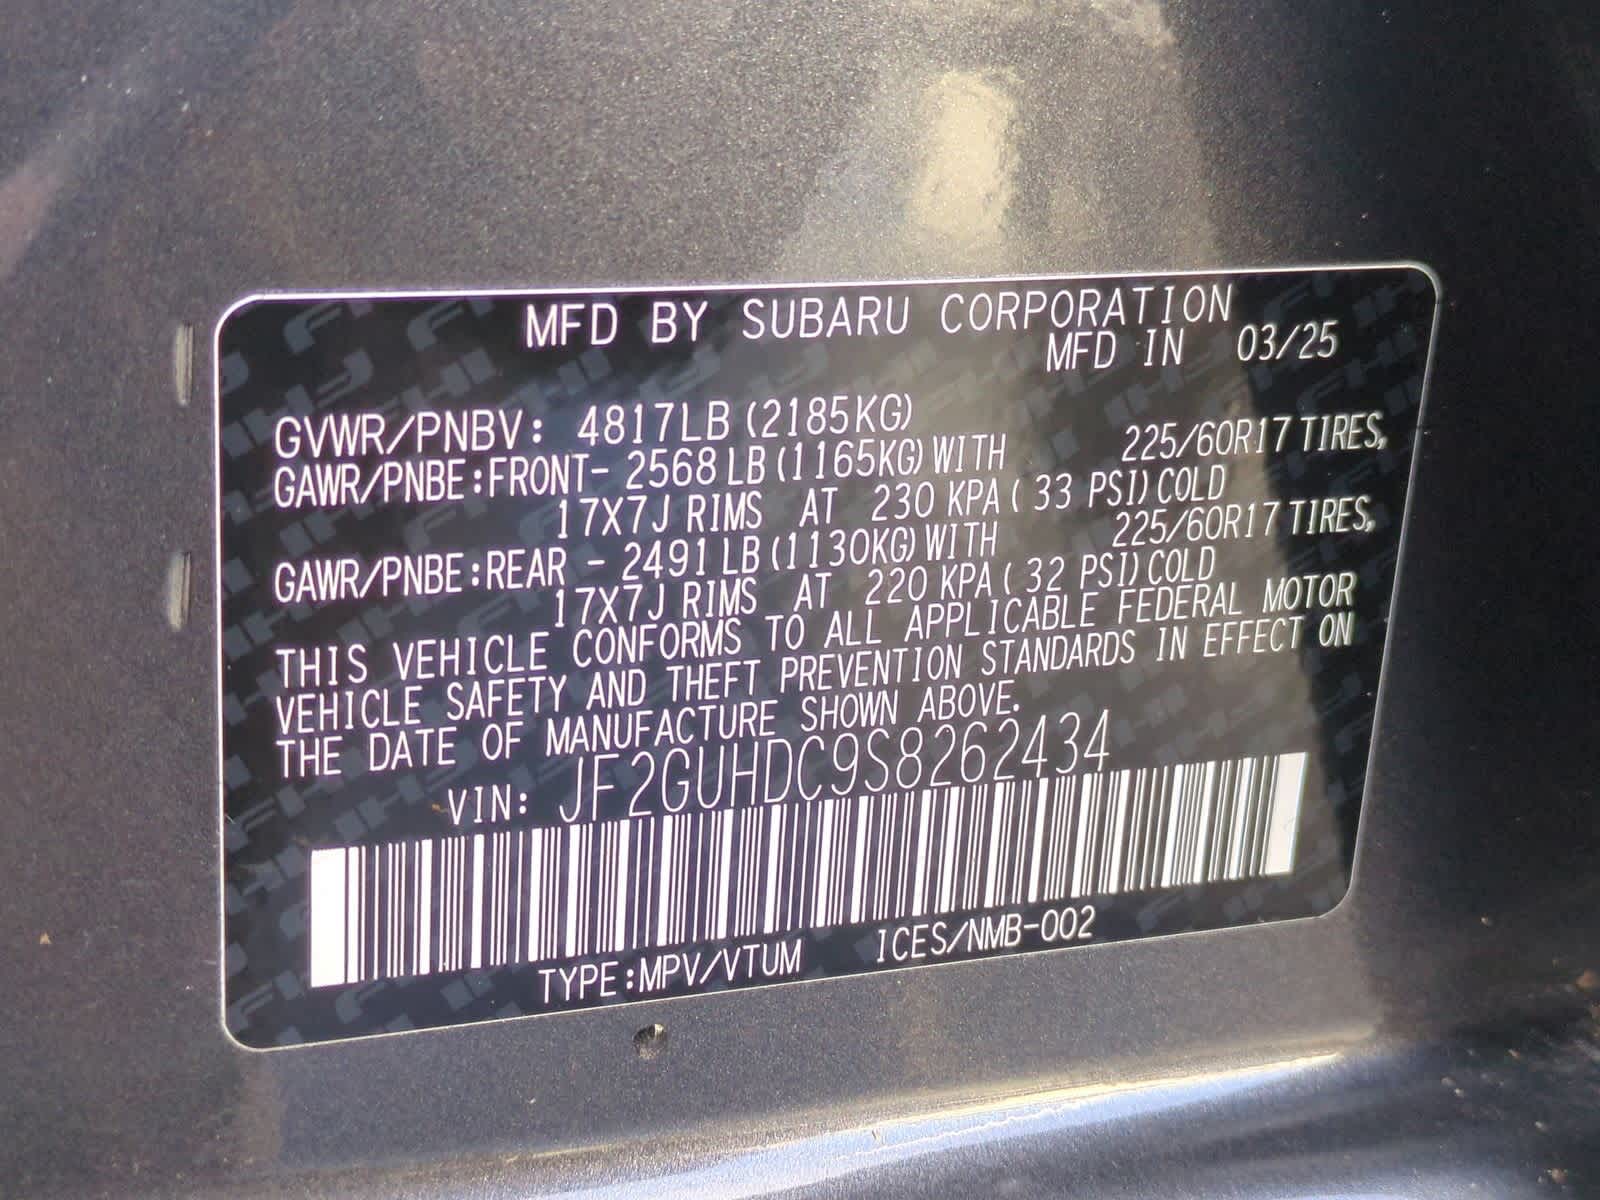 MFD BY SUBARU CORPORATION
MFD IN 03/25
GVWR/PNBV: 4817LB (2185KG)
GAWR/PNBE:FRONT- 2568 LB (1165KG) WITH 225/60R17 TIRES,
17X7J RIMS AT 230 KPA ( 33 PSI) COLD
GAWR/PNBE:REAR - 2491 LB (1130KG) WITH 225/60R17 TIRES,
17X7J RIMS AT 220 KPA ( 32 PSI) COLD
THIS VEHICLE CONFORMS TO ALL APPLICABLE FEDERAL MOTOR
VEHICLE SAFETY AND THEFT PREVENTION STANDARDS IN EFFECT ON
THE DATE OF MANUFACTURE SHOWN ABOVE.
VIN: JF2GUHDC9S8262434
TYPE:MPV/VTUM ICES/NMB-002